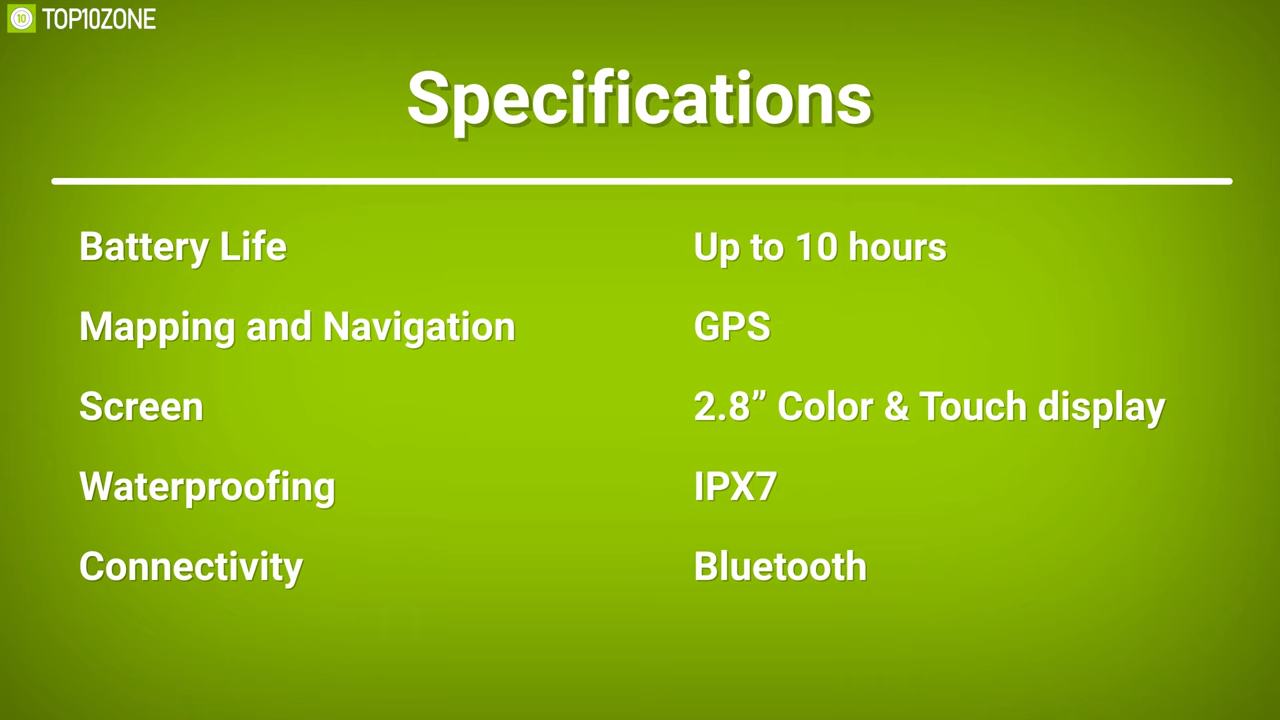 10 TOP10ZONE
Specifications
Battery Life Up to 10 hours
Mapping and Navigation GPS
Screen 2.8” Color & Touch display
Waterproofing IPX7
Connectivity Bluetooth